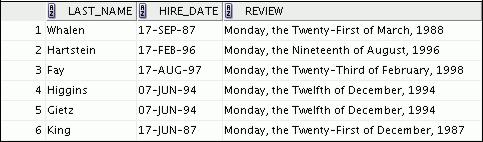 LAST_NAME HIRE_DATE REVIEW
1 Whalen 17-SEP-87 Monday, the Twenty-First of March, 1988
2 Hartstein 17-FEB-96 Monday, the Nineteenth of August, 1996
3 Fay 17-AUG-97 Monday, the Twenty-Third of February, 1998
4 Higgins 07-JUN-94 Monday, the Twelfth of December, 1994
5 Gietz 07-JUN-94 Monday, the Twelfth of December, 1994
6 King 17-JUN-87 Monday, the Twenty-First of December, 1987